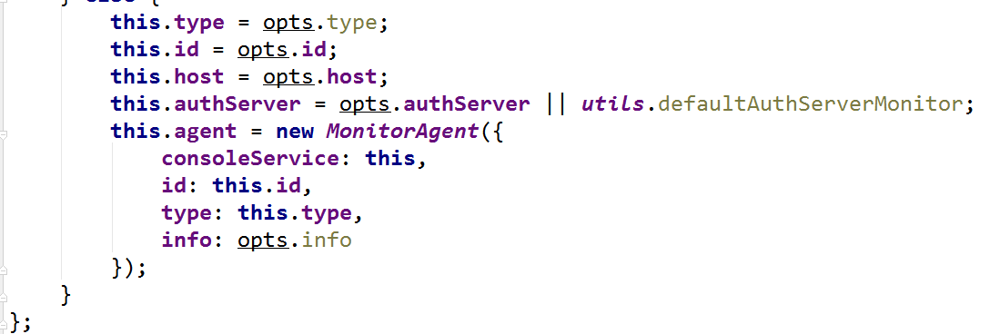 } else {
this.type = opts.type;
this.id = opts.id;
this.host = opts.host;
this.authServer = opts.authServer || utils.defaultAuthServerMonitor;
this.agent = new MonitorAgent({
consoleService: this,
id: this.id,
type: this.type,
info: opts.info
});
}
};